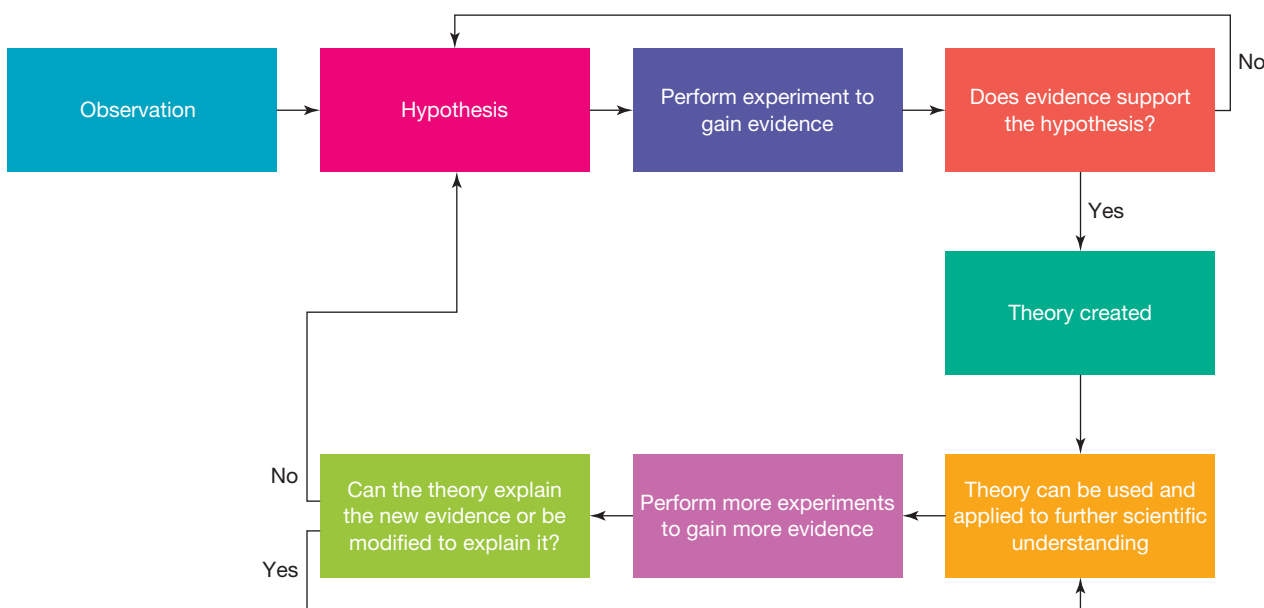 Observation
Hypothesis
Perform experiment to
gain evidence
Does evidence support
the hypothesis?
No
Yes
Theory created
No
Can the theory explain
the new evidence or be
modified to explain it?
Yes
Perform more experiments
to gain more evidence
Theory can be used and
applied to further scientific
understanding